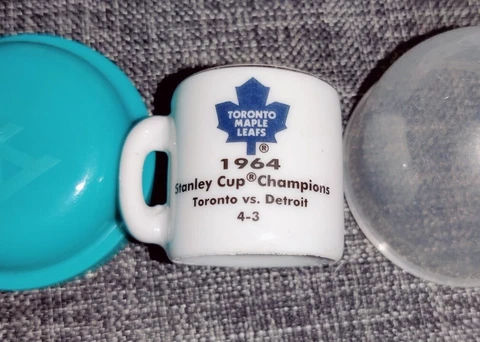 TORONTO
MAPLE
LEAFS
®
1964
Stanley Cup® Champions
Toronto vs. Detroit
4-3